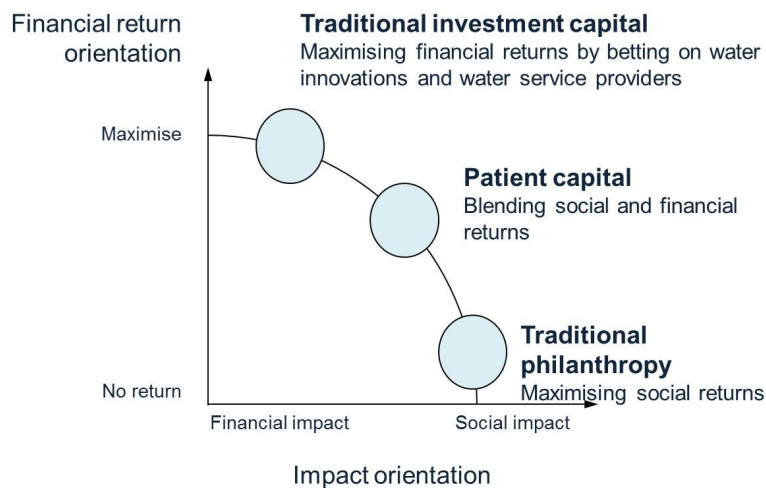 Financial return
orientation
Traditional investment capital
Maximising financial returns by betting on water
innovations and water service providers
Maximise
Patient capital
Blending social and financial
returns
Traditional
philanthropy
Maximising social returns
No return
Financial impact
Social impact
Impact orientation